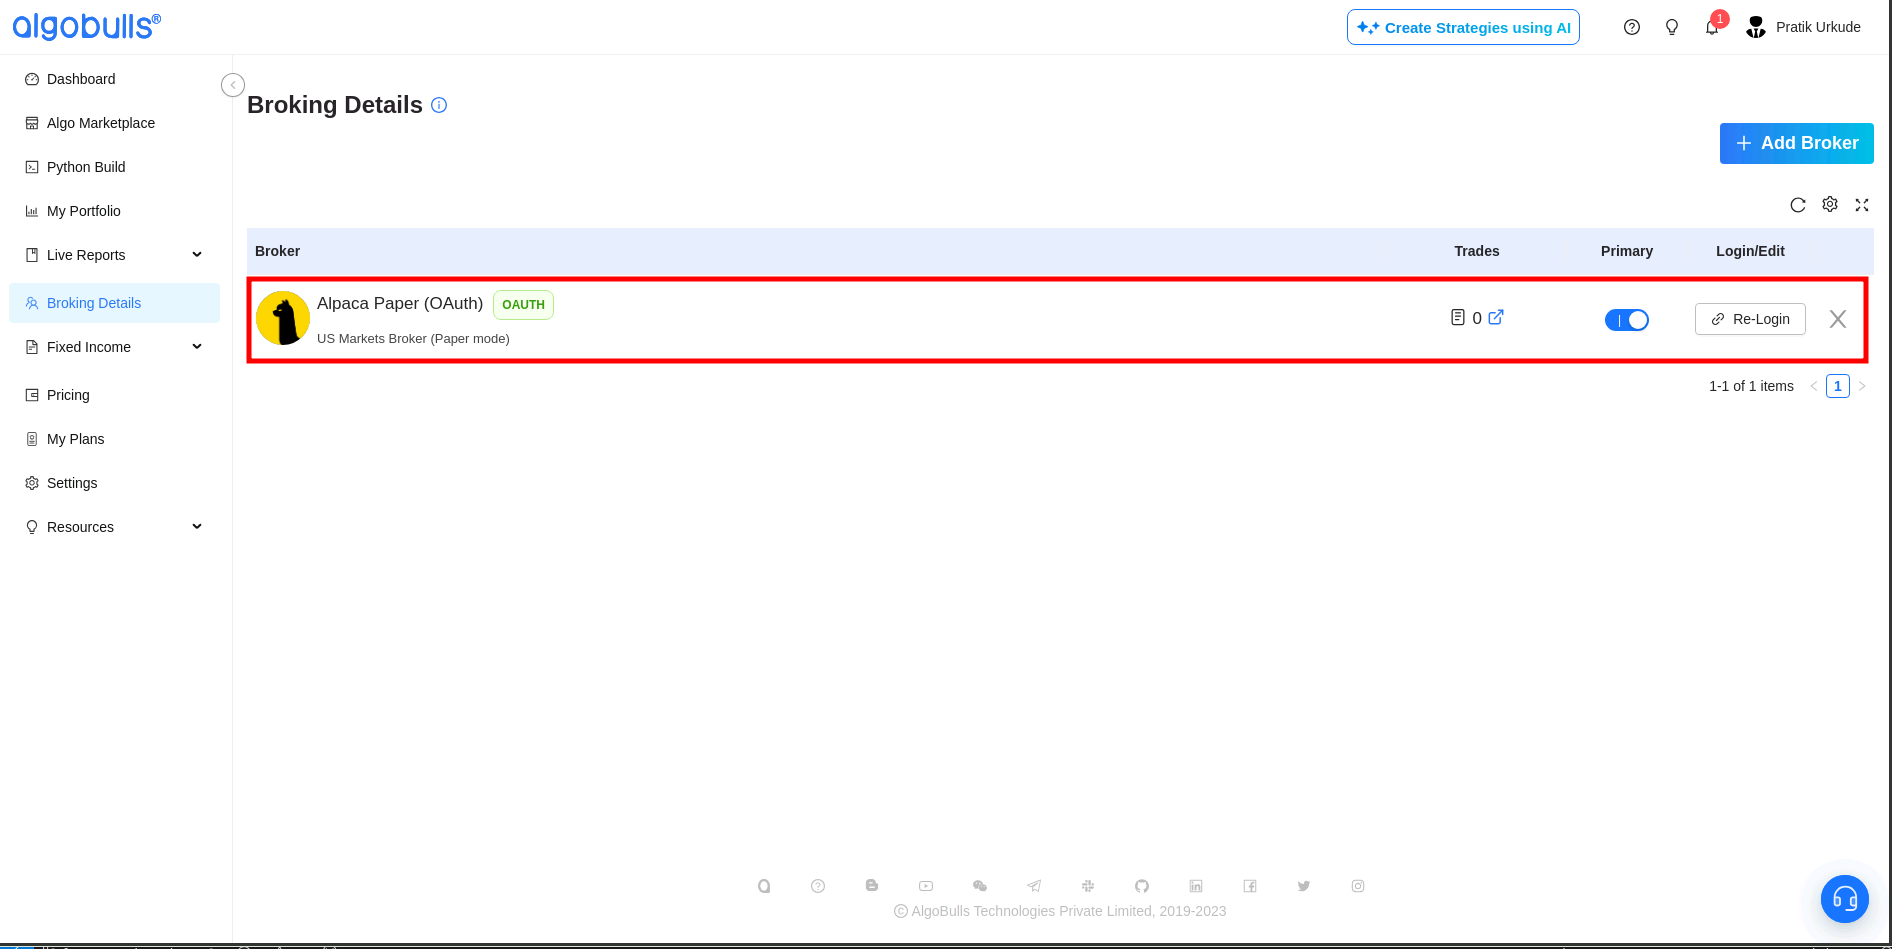 algobulls®
Create Strategies using AI
1
Pratik Urkude
Dashboard
Algo Marketplace
Python Build
My Portfolio
Live Reports
Broking Details
Fixed Income
Pricing
My Plans
Settings
Resources
Broking Details
Add Broker
Broker Trades Primary Login/Edit
Alpaca Paper (OAuth) OAUTH
US Markets Broker (Paper mode)
0
Re-Login
1-1 of 1 items
1
© AlgoBulls Technologies Private Limited, 2019-2023